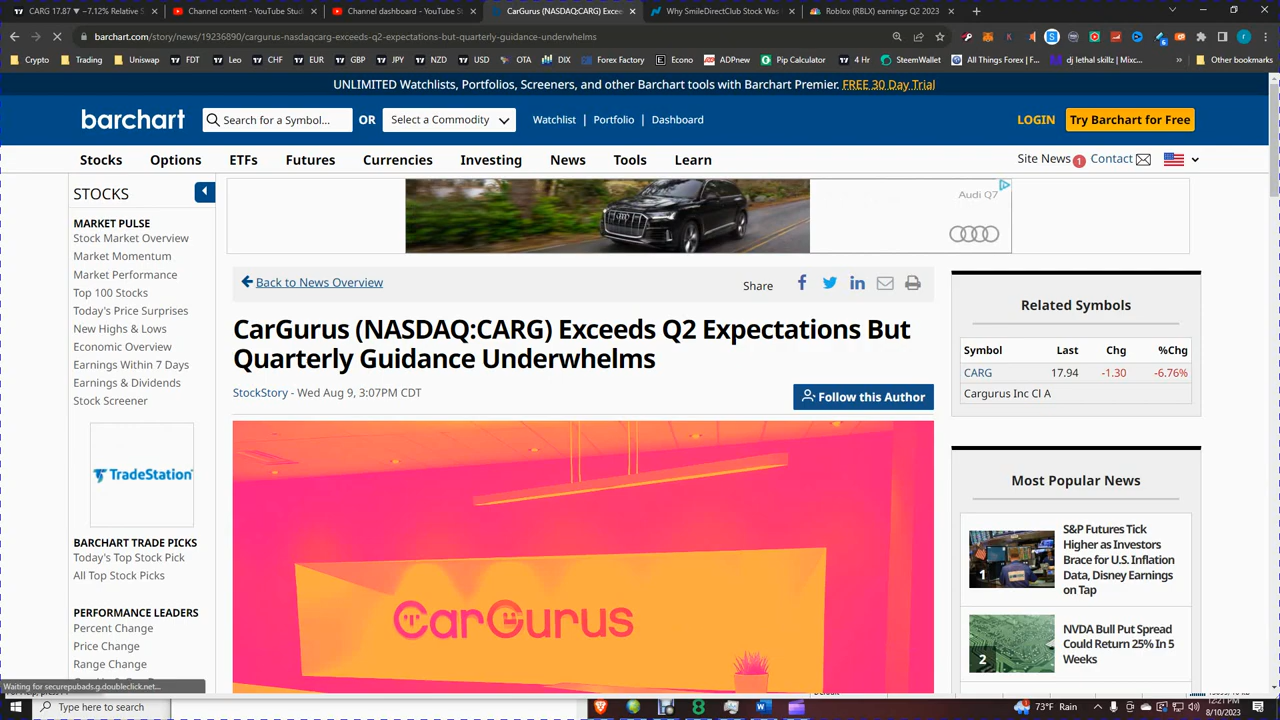 CARG 17.87 ▼ −7.12% Relative S
Channel content - YouTube Stud
Channel dashboard - YouTube S
CarGurus (NASDAQ:CARG) Excee
Why SmileDirectClub Stock Was
Roblox (RBLX) earnings Q2 2023
barchart.com/story/news/19236890/cargurus-nasdaqcarg-exceeds-q2-expectations-but-quarterly-guidance-underwhelms
Crypto
Trading
Uniswap
FDT
Leo
CHF
EUR
GBP
JPY
NZD
USD
OTA
DIX
Forex Factory
Econo
ADPnew
Pip Calculator
4 Hr
SteemWallet
All Things Forex | F...
dj lethal skillz | Mixc...
»
Other bookmarks
UNLIMITED Watchlists, Portfolios, Screeners, and other Barchart tools with Barchart Premier. FREE 30 Day Trial
barchart
Search for a Symbol...
OR
Select a Commodity
Watchlist
Portfolio
Dashboard
LOGIN
Try Barchart for Free
Stocks
Options
ETFs
Futures
Currencies
Investing
News
Tools
Learn
Site News 1
Contact
STOCKS
MARKET PULSE
Stock Market Overview
Market Momentum
Market Performance
Top 100 Stocks
Today's Price Surprises
New Highs & Lows
Economic Overview
Earnings Within 7 Days
Earnings & Dividends
Stock Screener
TradeStation
BARCHART TRADE PICKS
Today's Top Stock Pick
All Top Stock Picks
PERFORMANCE LEADERS
Percent Change
Price Change
Range Change
Audi Q7
Back to News Overview
Share
CarGurus (NASDAQ:CARG) Exceeds Q2 Expectations But
Quarterly Guidance Underwhelms
StockStory - Wed Aug 9, 3:07PM CDT
Follow this Author
CarGurus
Related Symbols
Symbol Last Chg %Chg
CARG 17.94 -1.30 -6.76%
Cargurus Inc Cl A
Most Popular News
1
S&P Futures Tick
Higher as Investors
Brace for U.S. Inflation
Data, Disney Earnings
on Tap
2
NVDA Bull Put Spread
Could Return 25% In 5
Weeks
Waiting for securepubads.g.doubleclick.net...
Type here to search
73°F Rain
12:21 PM
8/10/2023